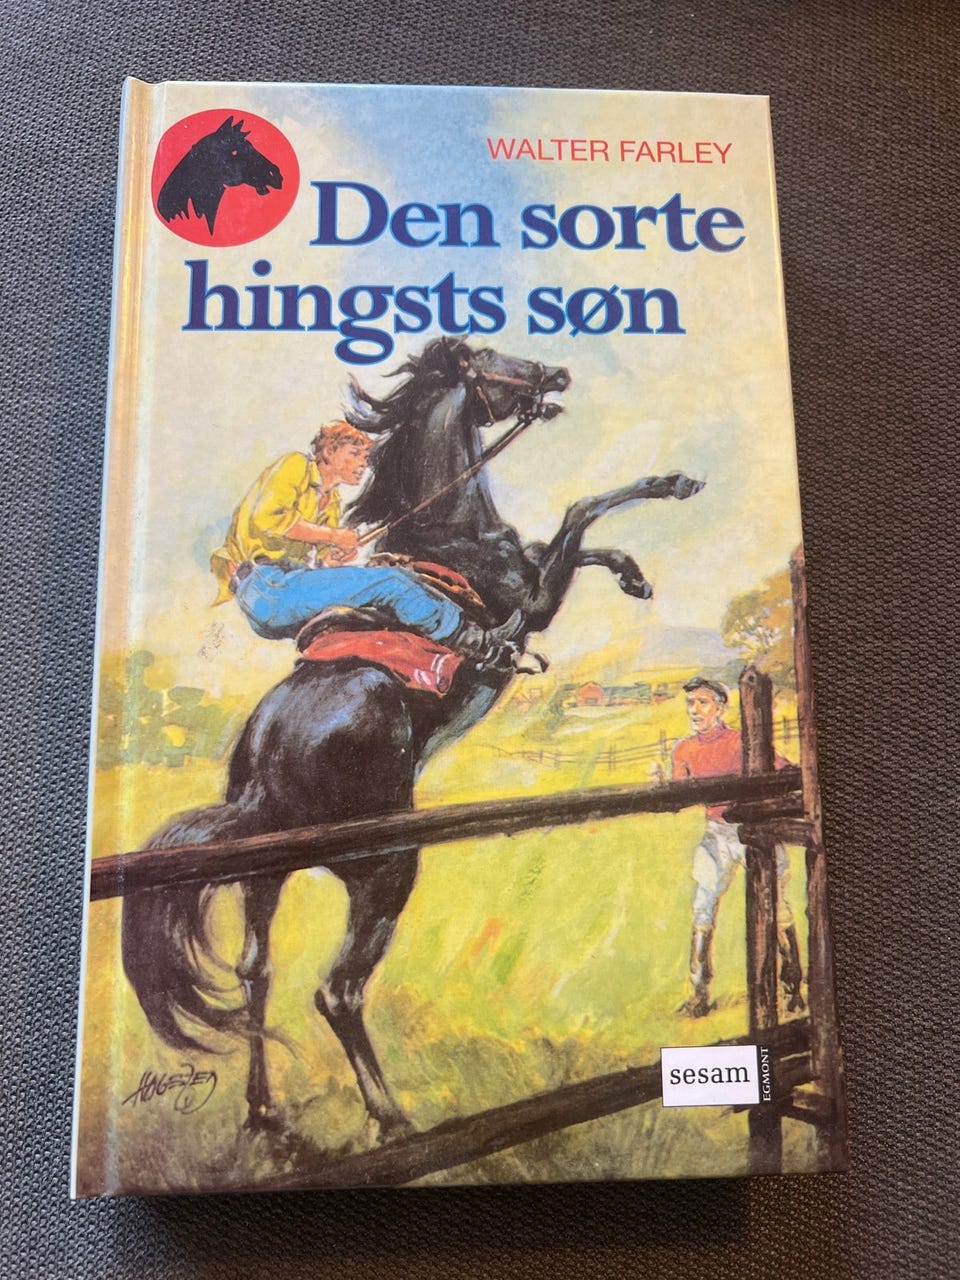 WALTER FARLEY
Den sorte
hingsts søn
sesam
EGMONT